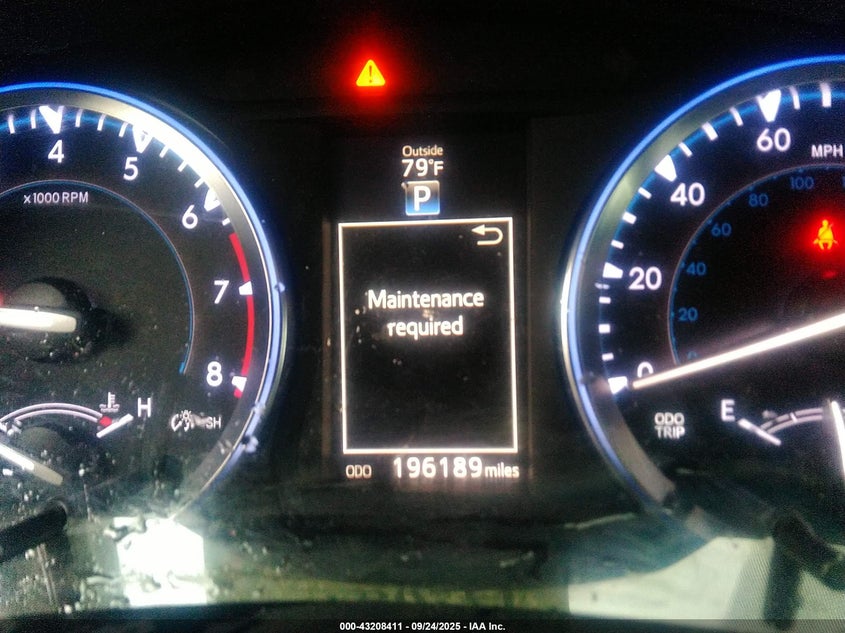 4
5
6
7
8
x1000 RPM
H
Outside
79°F
P
Maintenance
required
ODO 196189 miles
0
20
40
60
MPH
20
40
60
80
100
ODO
TRIP
E
000-43208411 - 09/24/2025 - IAA Inc.